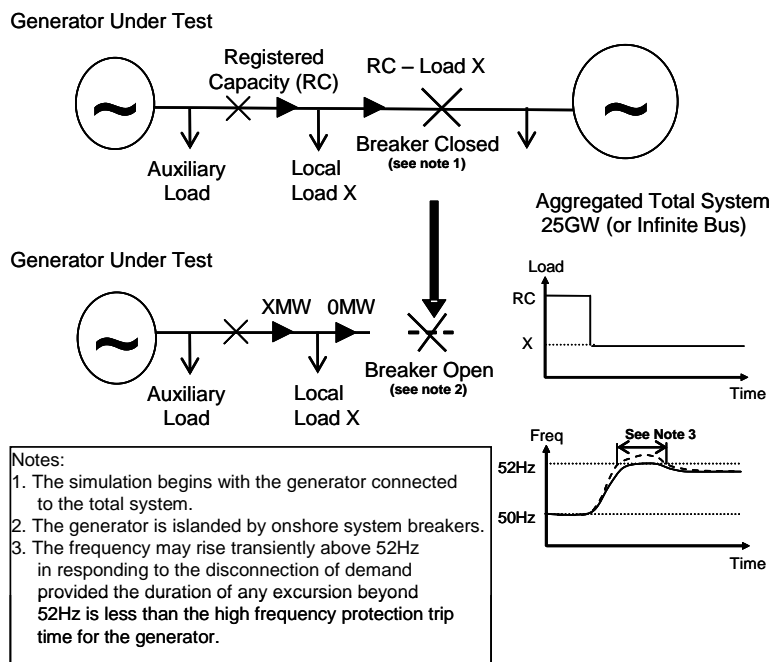 Generator Under Test
Registered
Capacity (RC)
RC – Load X
~
~
Auxiliary
Load
Local
Load X
Breaker Closed
(see note 1)
Aggregated Total System
25GW (or Infinite Bus)
Generator Under Test
XMW
0MW
~
Auxiliary
Load
Local
Load X
Breaker Open
(see note 2)
Load
RC
X
Time
Freq
See Note 3
52Hz
50Hz
Time
Notes:
1. The simulation begins with the generator connected
to the total system.
2. The generator is islanded by onshore system breakers.
3. The frequency may rise transiently above 52Hz
in responding to the disconnection of demand
provided the duration of any excursion beyond
52Hz is less than the high frequency protection trip
time for the generator.